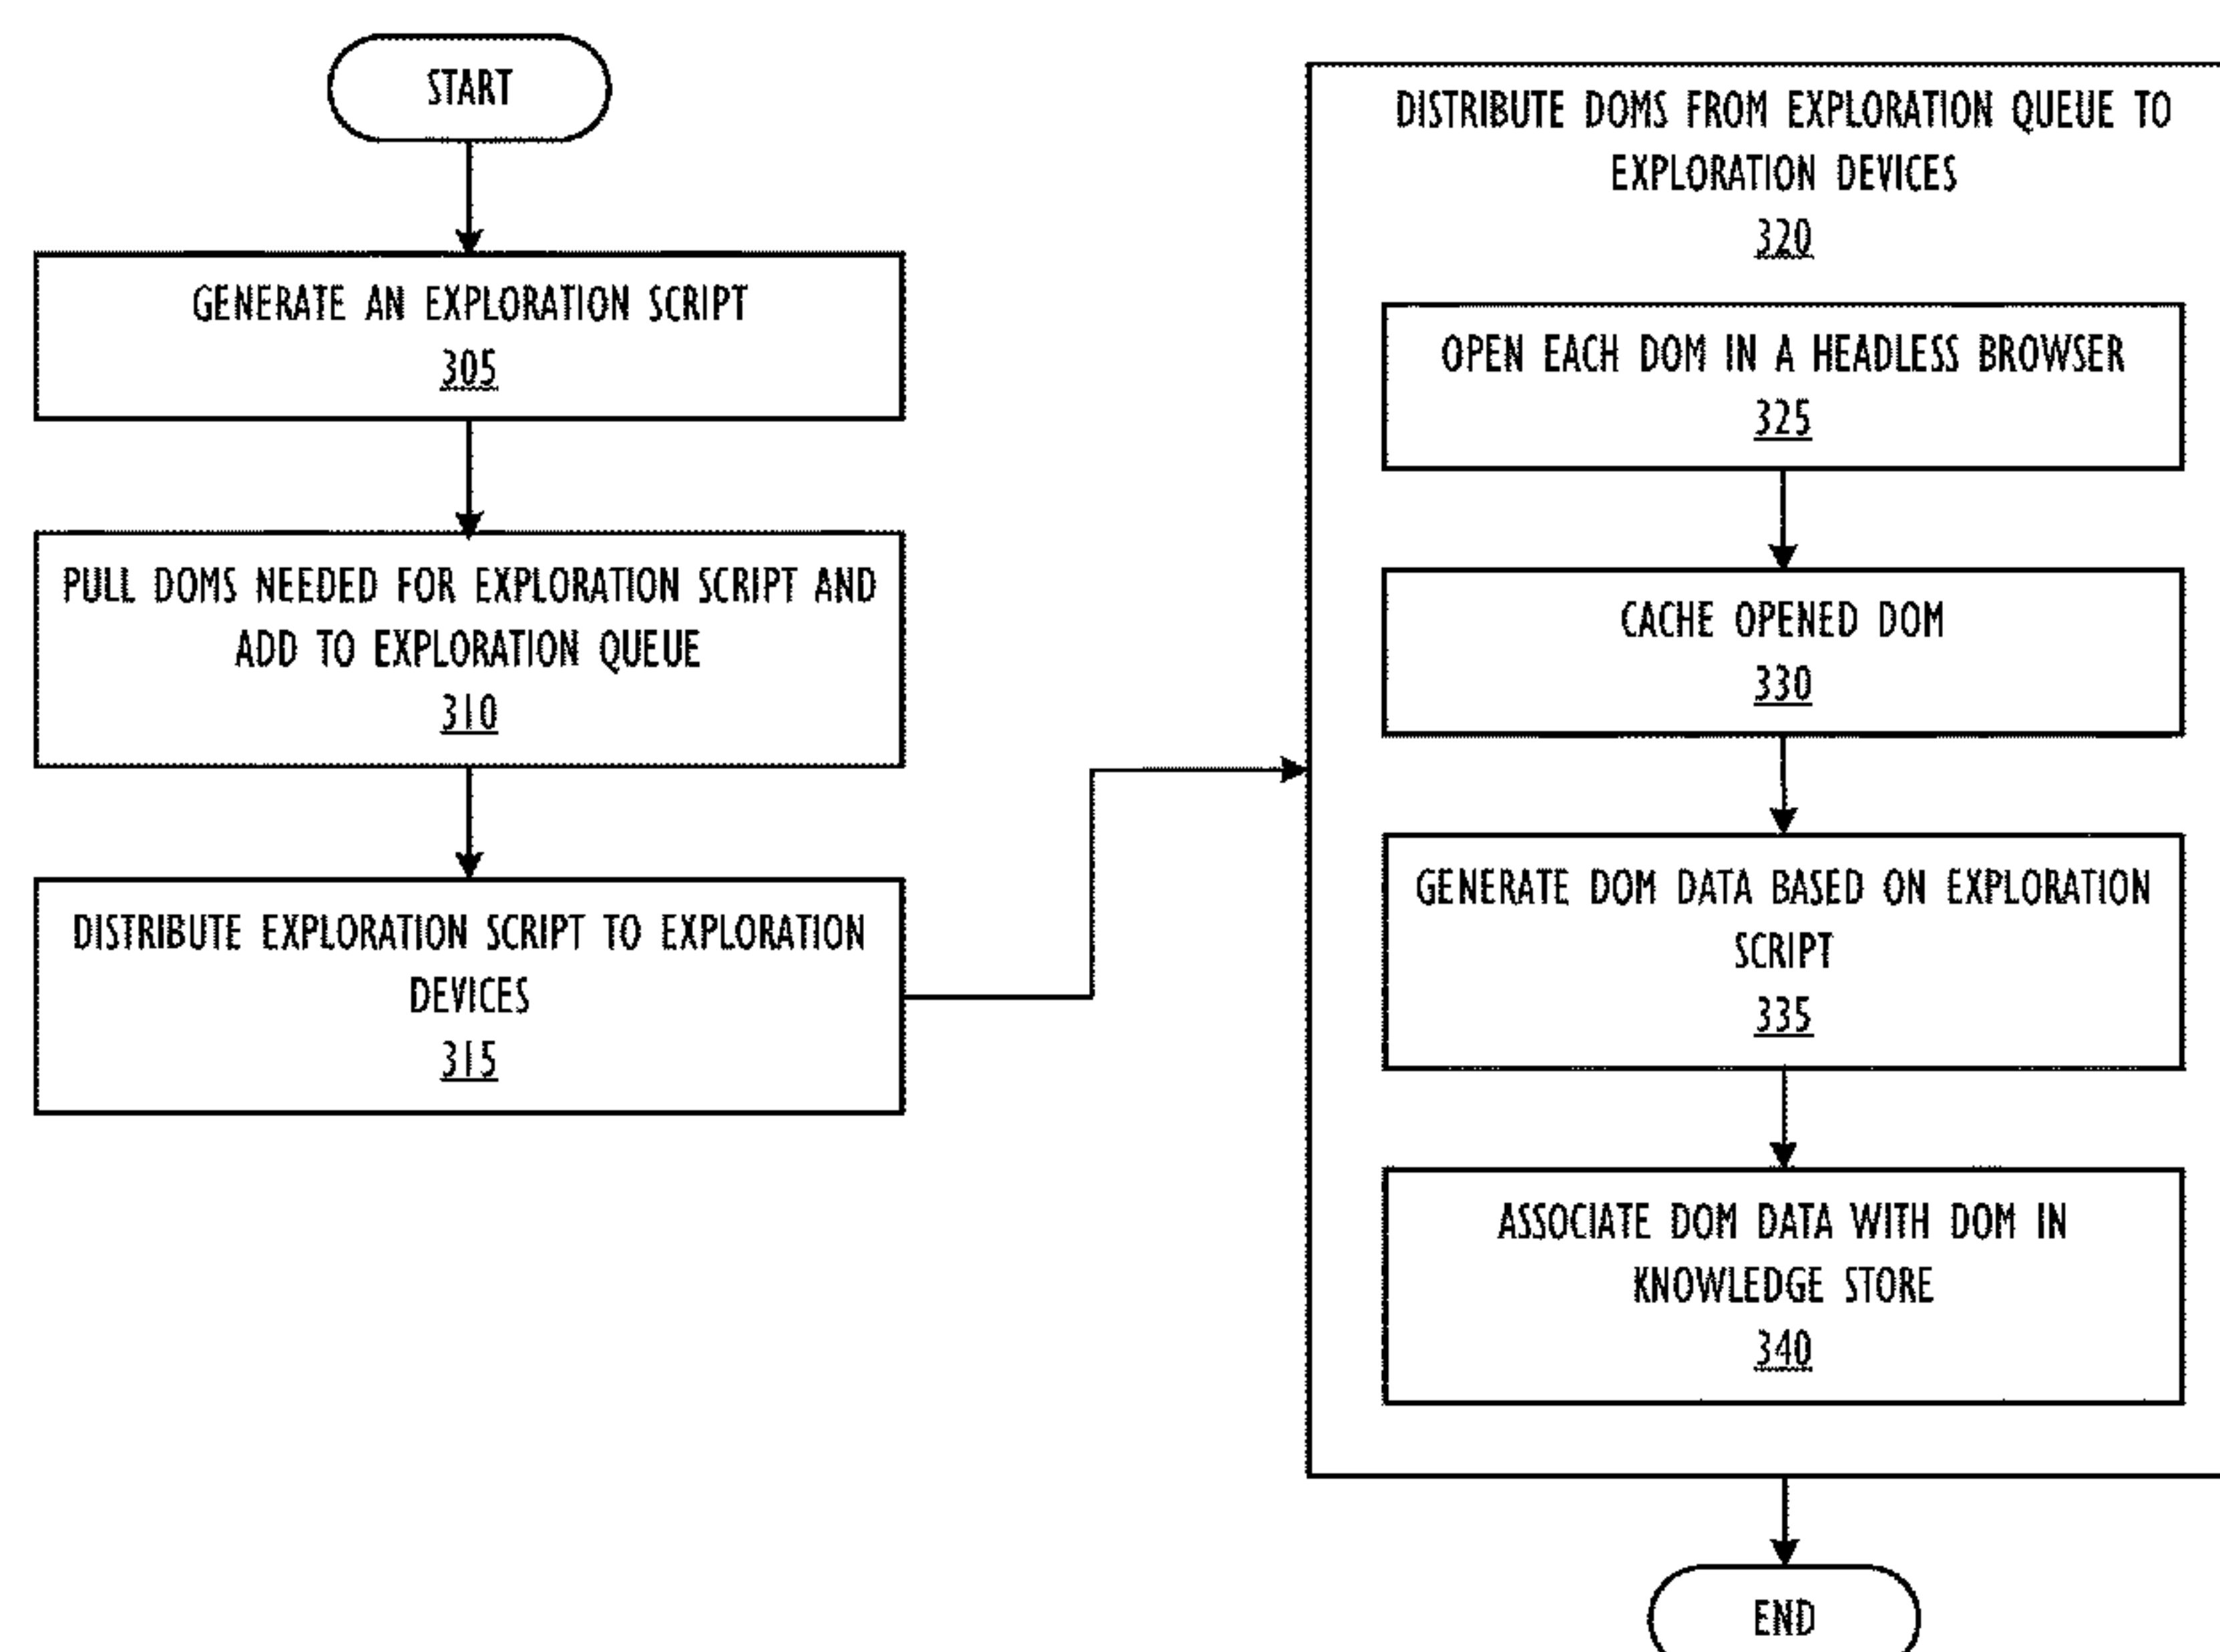 START
GENERATE AN EXPLORATION SCRIPT
305
PULL DOMS NEEDED FOR EXPLORATION SCRIPT AND
ADD TO EXPLORATION QUEUE
310
DISTRIBUTE EXPLORATION SCRIPT TO EXPLORATION
DEVICES
315
DISTRIBUTE DOMS FROM EXPLORATION QUEUE TO
EXPLORATION DEVICES
320
OPEN EACH DOM IN A HEADLESS BROWSER
325
CACHE OPENED DOM
330
GENERATE DOM DATA BASED ON EXPLORATION
SCRIPT
335
ASSOCIATE DOM DATA WITH DOM IN
KNOWLEDGE STORE
340
END